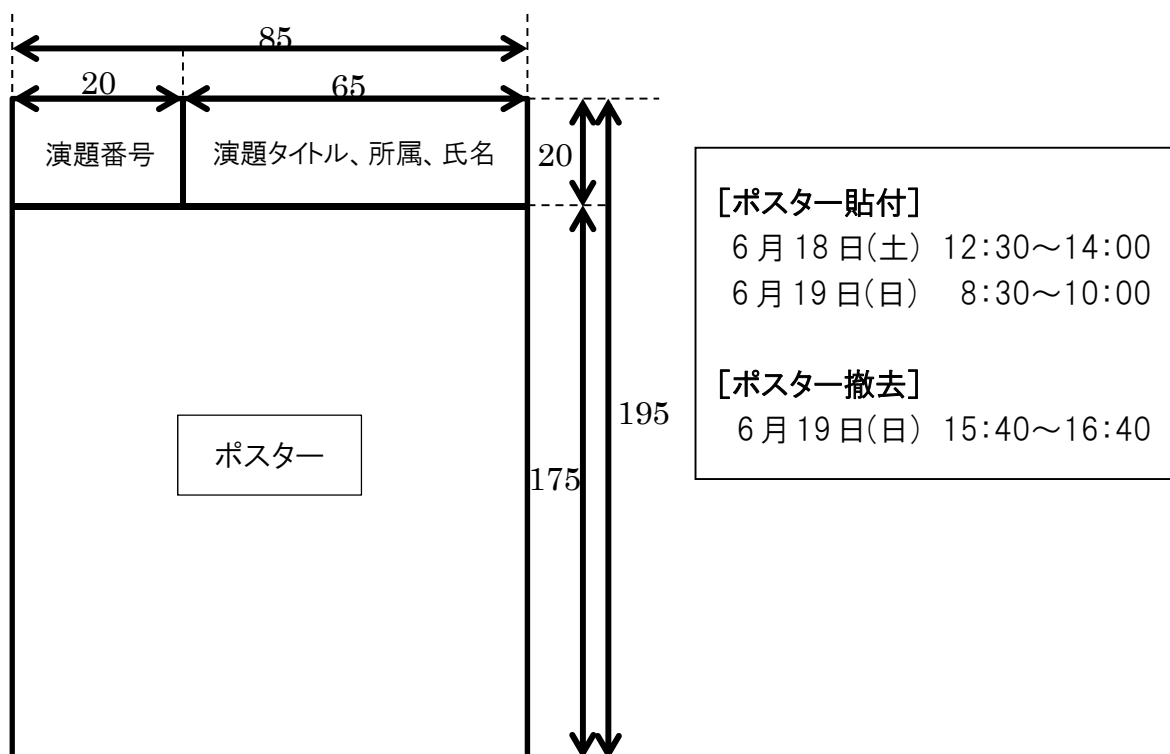 85
20
65
演題番号
演題タイトル、所属、氏名
20
[ポスター貼付]
6月18日(土) 12:30～14:00
6月19日(日) 8:30～10:00
[ポスター撤去]
6月19日(日) 15:40～16:40
195
ポスター
175